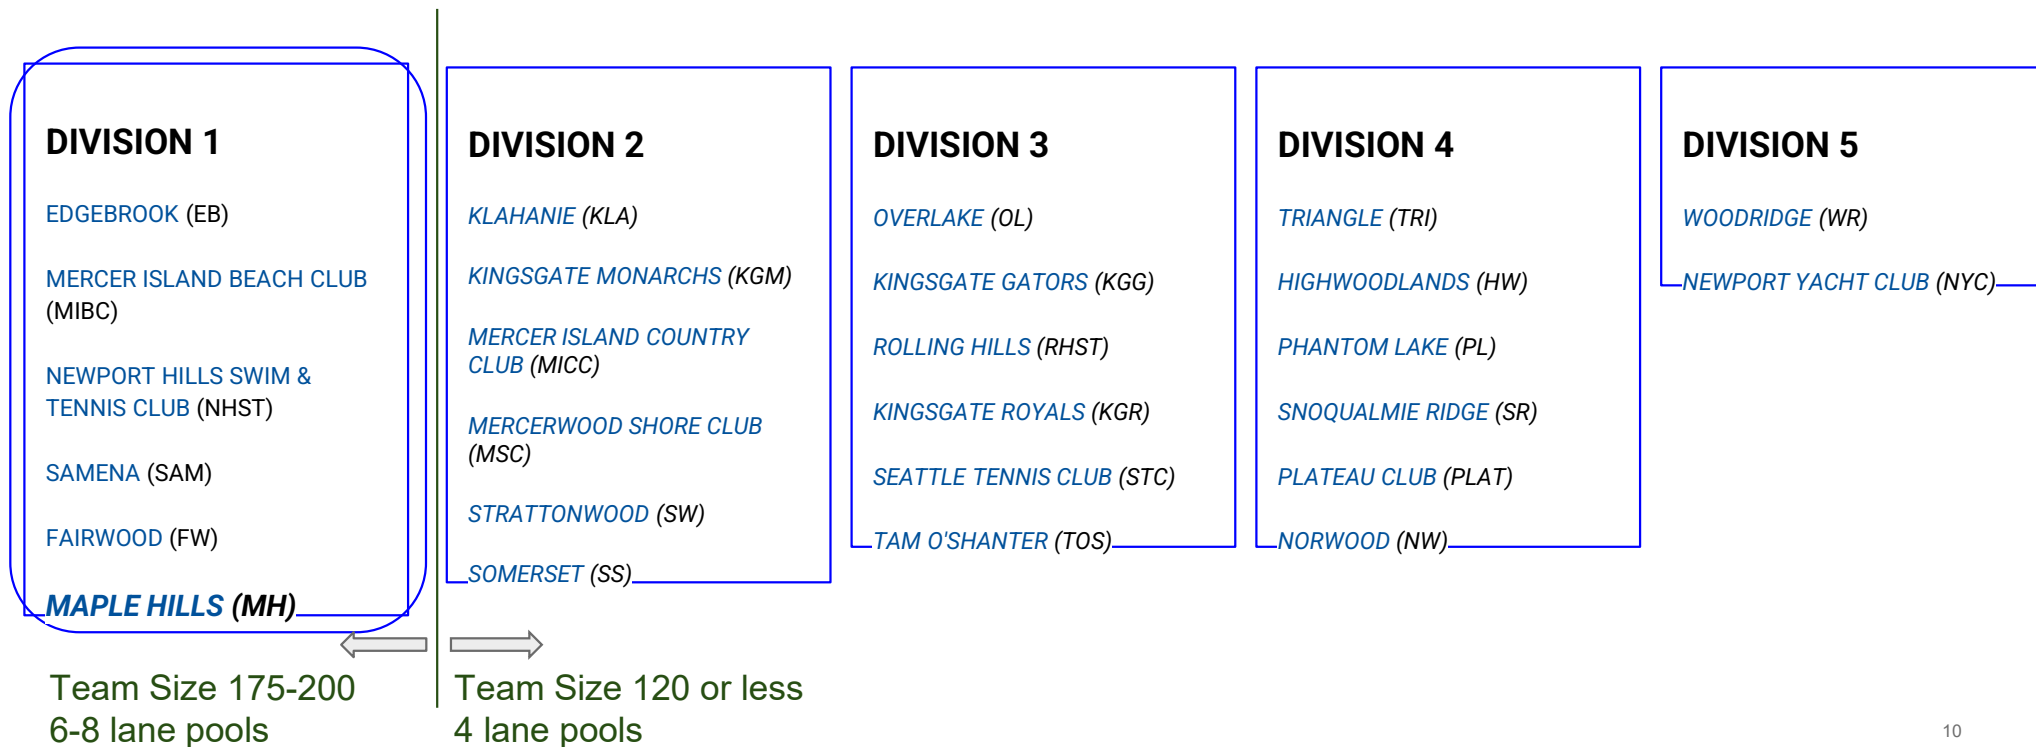 DIVISION 1
EDGEBROOK (EB)
MERCER ISLAND BEACH CLUB
(MIBC)
NEWPORT HILLS SWIM &
TENNIS CLUB (NHST)
SAMENA (SAM)
FAIRWOOD (FW)
MAPLE HILLS (MH)
Team Size 175-200
6-8 lane pools
DIVISION 2
KLAHANIE (KLA)
KINGSGATE MONARCHS (KGM)
MERCER ISLAND COUNTRY
CLUB (MICC)
MERCERWOOD SHORE CLUB
(MSC)
STRATTONWOOD (SW)
SOMERSET (SS)
Team Size 120 or less
4 lane pools
DIVISION 3
OVERLAKE (OL)
KINGSGATE GATORS (KGG)
ROLLING HILLS (RHST)
KINGSGATE ROYALS (KGR)
SEATTLE TENNIS CLUB (STC)
TAM O'SHANTER (TOS)
DIVISION 4
TRIANGLE (TRI)
HIGHWOODLANDS (HW)
PHANTOM LAKE (PL)
SNOQUALMIE RIDGE (SR)
PLATEAU CLUB (PLAT)
NORWOOD (NW)
DIVISION 5
WOODRIDGE (WR)
NEWPORT YACHT CLUB (NYC)
10